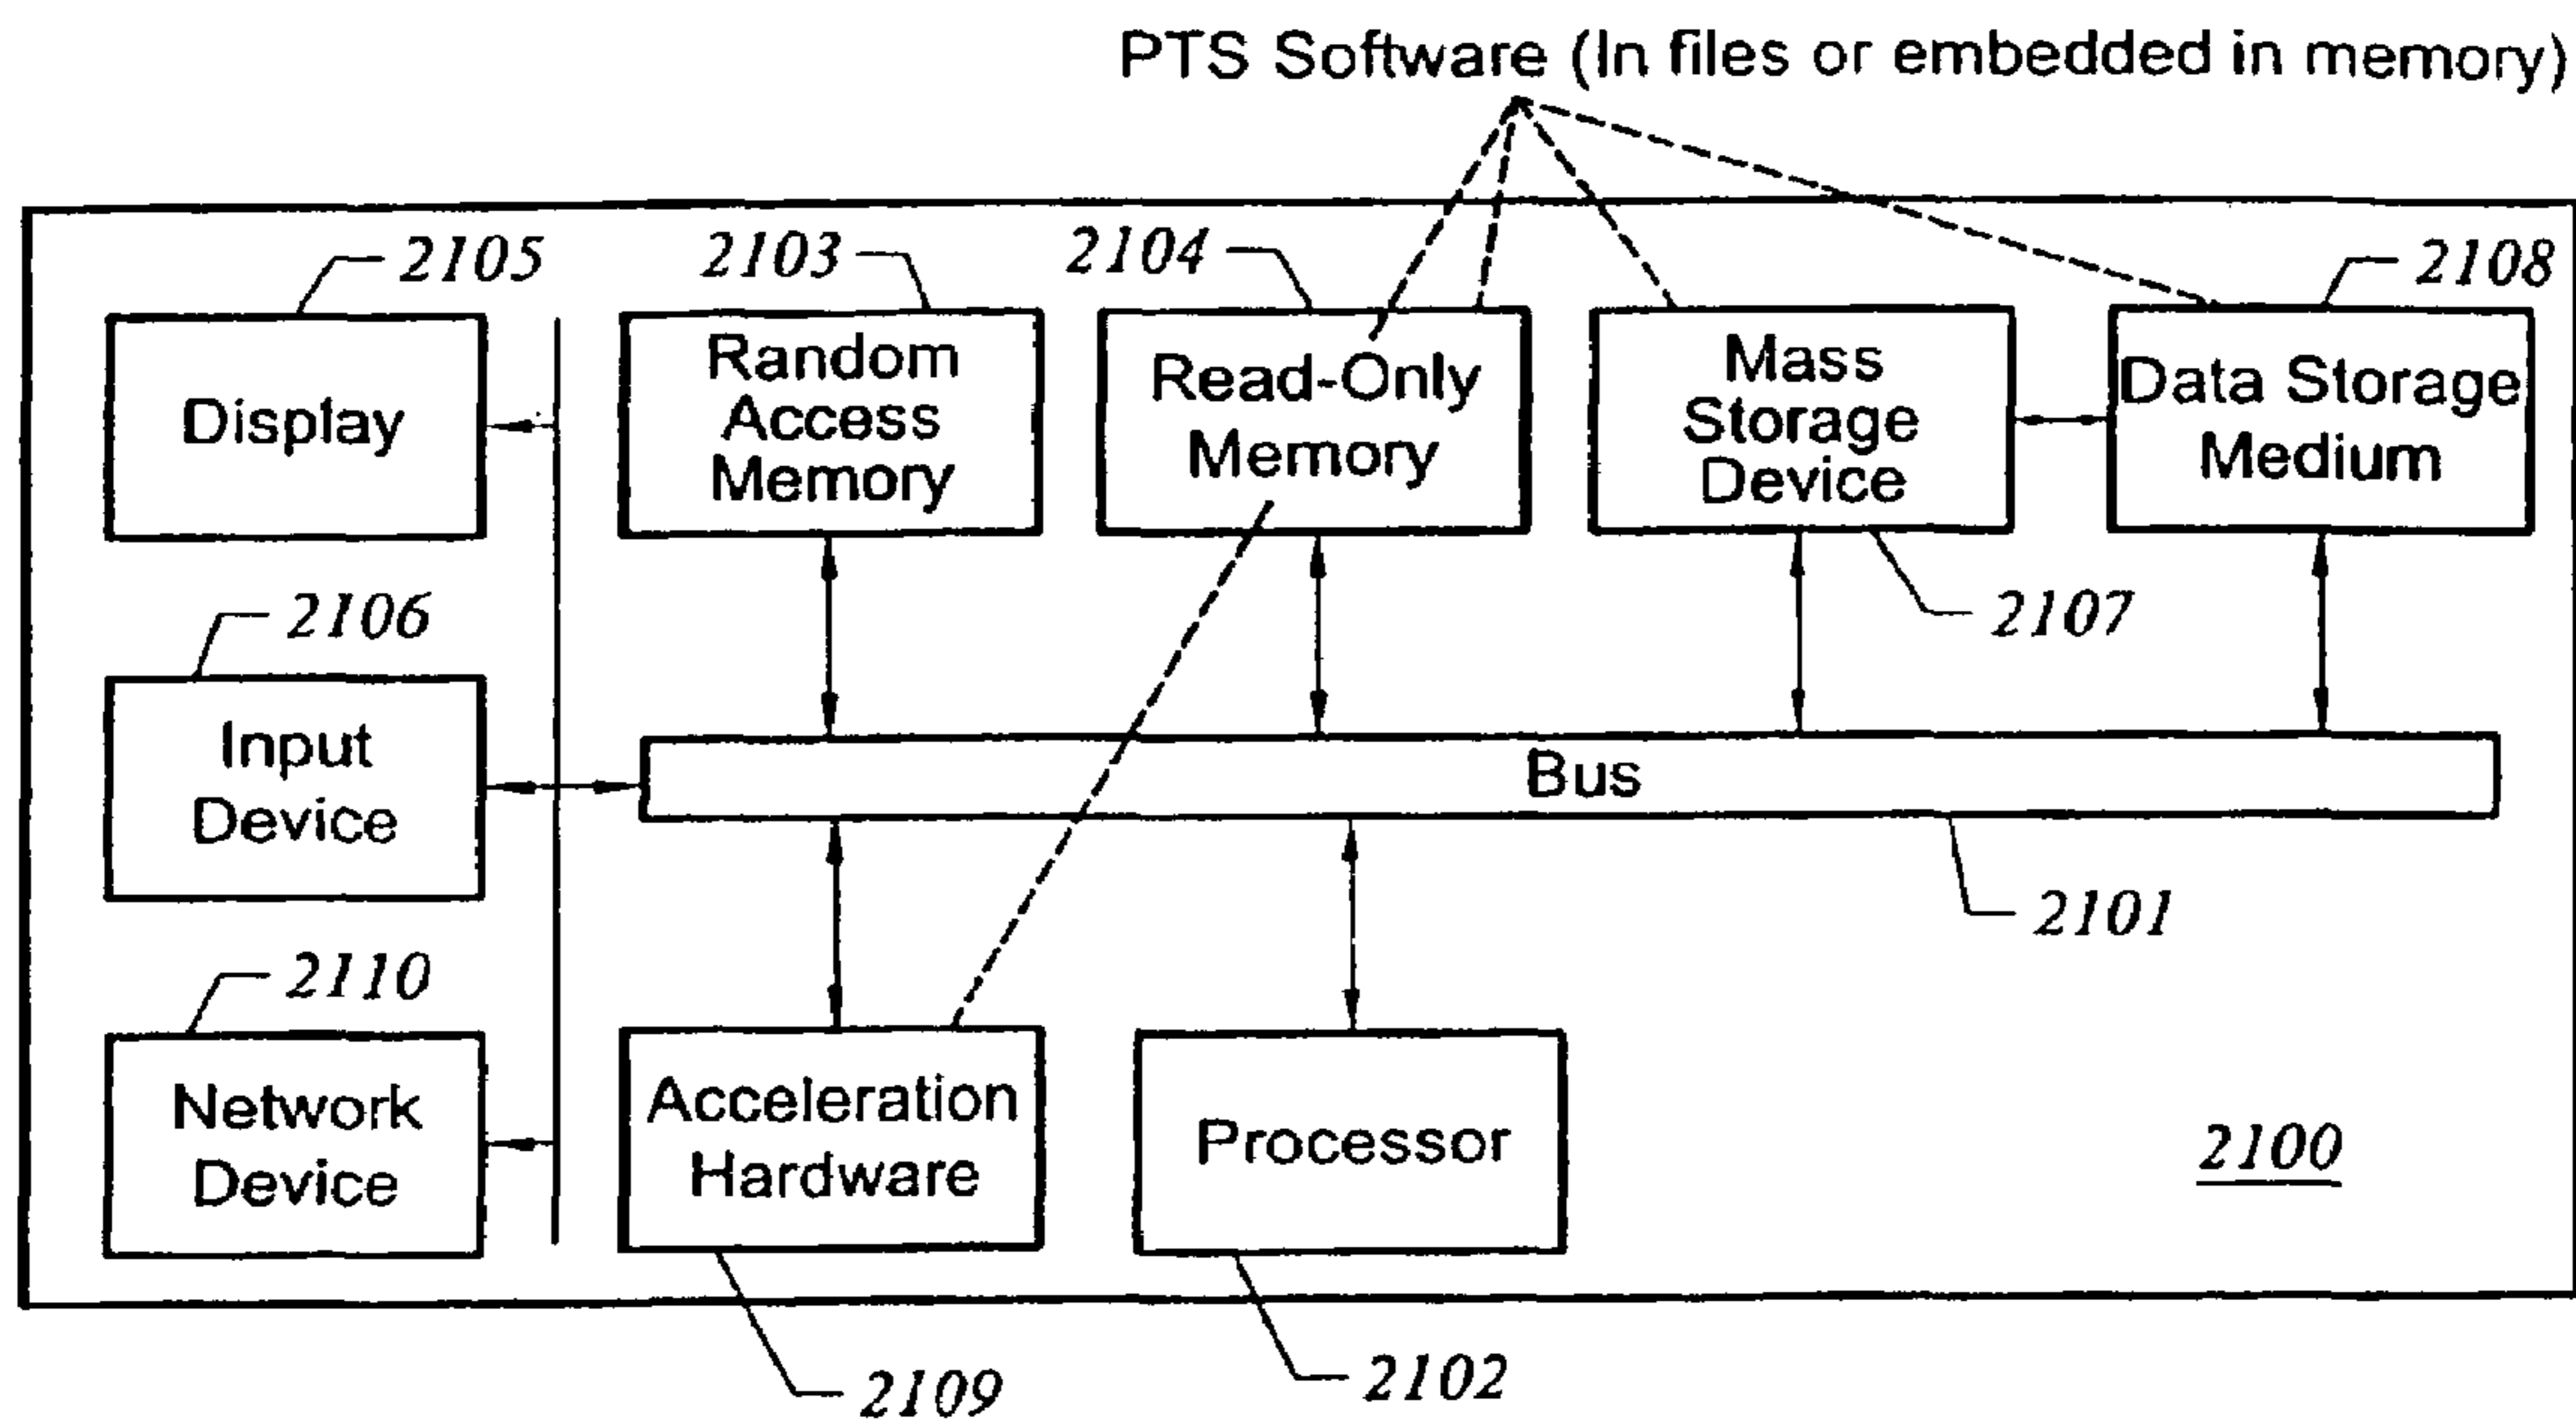 PTS Software (In files or embedded in memory)
2105
2103
2104
2108
Display
Random
Access
Memory
Read-Only
Memory
Mass
Storage
Device
Data Storage
Medium
2106
2107
Input
Device
Bus
2101
2110
Network
Device
Acceleration
Hardware
Processor
2100
2109
2102